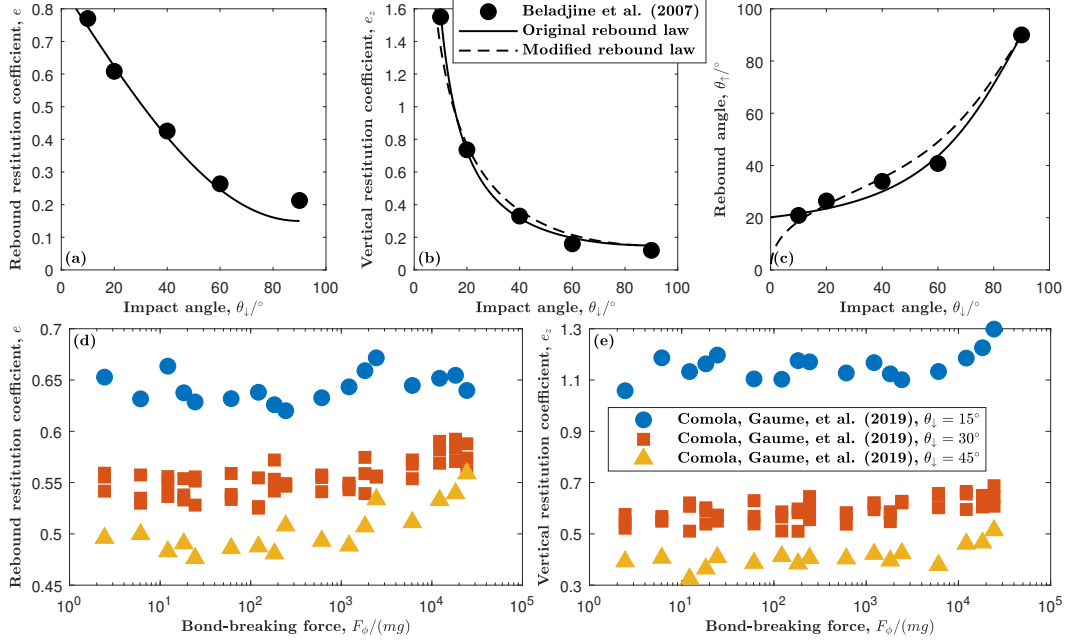 Rebound restitution coefficient, e
0.8
0.7
0.6
0.5
0.4
0.3
0.2
0.1
0
(a)
0 20 40 60 80 100
Impact angle, θ↓/°
Vertical restitution coefficient, e_z
1.6
1.4
1.2
1
0.8
0.6
0.4
0.2
0
(b)
0 20 40 60 80 100
Impact angle, θ↓/°
Beladjine et al. (2007)
Original rebound law
Modified rebound law
Rebound angle, θ↑/°
100
80
60
40
20
0
(c)
0 20 40 60 80 100
Impact angle, θ↓/°
Rebound restitution coefficient, e
0.7
0.65
0.6
0.55
0.5
0.45
(d)
10^0 10^1 10^2 10^3 10^4 10^5
Bond-breaking force, F_ϕ/(mg)
Vertical restitution coefficient, e_z
1.3
1.1
0.9
0.7
0.5
0.3
(e)
Comola, Gaume, et al. (2019), θ↓ = 15°
Comola, Gaume, et al. (2019), θ↓ = 30°
Comola, Gaume, et al. (2019), θ↓ = 45°
10^0 10^1 10^2 10^3 10^4 10^5
Bond-breaking force, F_ϕ/(mg)